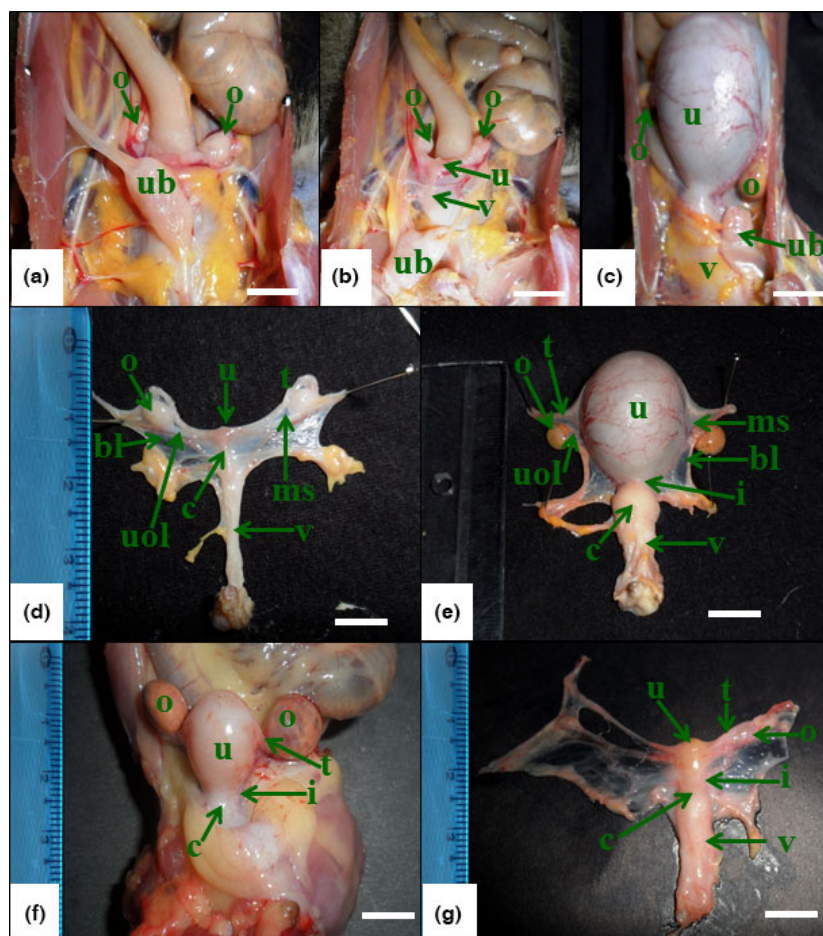 o o
ub
(a)
o o
u
v
ub
(b)
u
o
o
ub
v
(c)
o u t
bl
uol
c
ms
v
(d)
t
o
u
ms
bl
uol
i
c
v
(e)
o o
u
t
i
c
(f)
u t
o
i
c
v
(g)